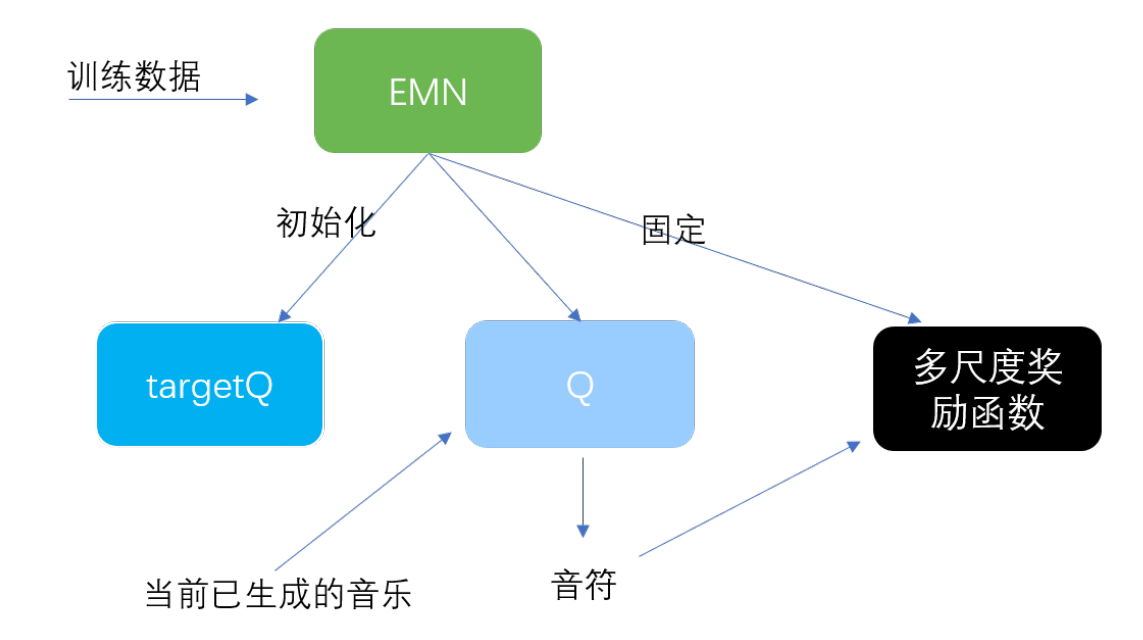 训练数据
EMN
初始化
固定
targetQ
Q
多尺度奖
励函数
当前已生成的音乐
音符